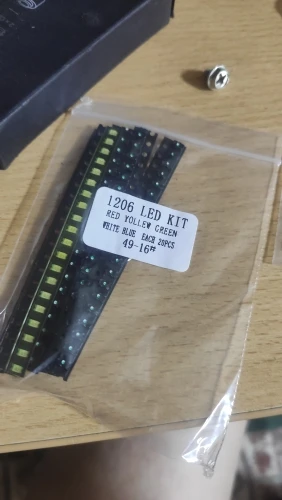 1206 LED KIT
RED YOLLEW GREEN
WHITE BLUE EACH 20PCS
49-16#